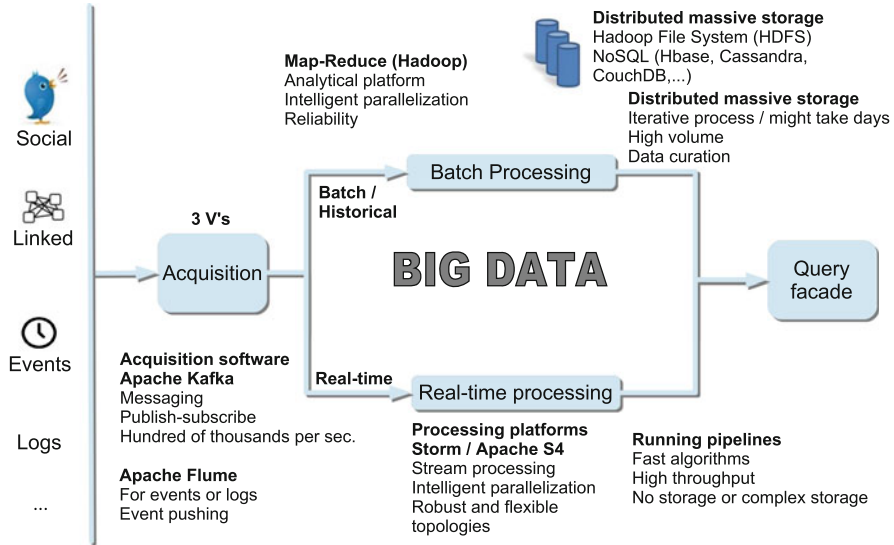 Social
Linked
Events
Logs
...
3 V's
Acquisition
Acquisition software
Apache Kafka
Messaging
Publish-subscribe
Hundred of thousands per sec.
Apache Flume
For events or logs
Event pushing
Map-Reduce (Hadoop)
Analytical platform
Intelligent parallelization
Reliability
Batch /
Historical
Batch Processing
Distributed massive storage
Hadoop File System (HDFS)
NoSQL (Hbase, Cassandra,
CouchDB,...)
Distributed massive storage
Iterative process / might take days
High volume
Data curation
BIG DATA
Real-time
Real-time processing
Processing platforms
Storm / Apache S4
Stream processing
Intelligent parallelization
Robust and flexible
topologies
Running pipelines
Fast algorithms
High throughput
No storage or complex storage
Query
facade